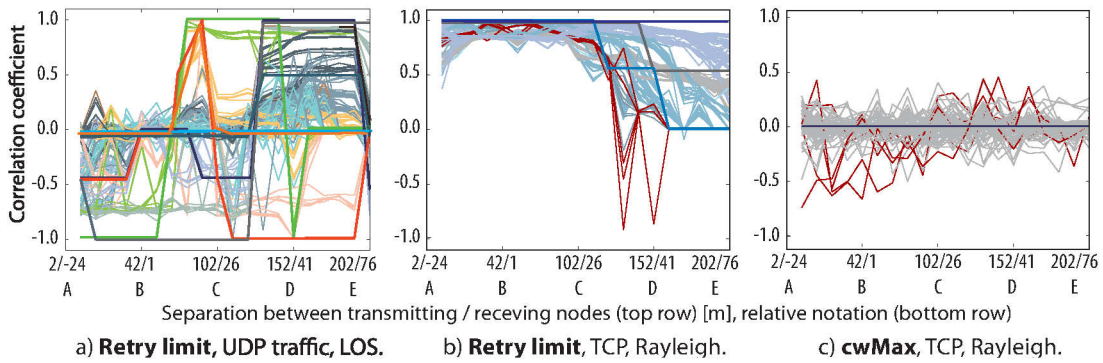 Correlation coefficient
1.0
0.5
0.0
-0.5
-1.0
2/-24 42/1 102/26 152/41 202/76
A B C D E
1.0
0.5
0.0
-0.5
-1.0
2/-24 42/1 102/26 152/41 202/76
A B C D E
1.0
0.5
0.0
-0.5
-1.0
2/-24 42/1 102/26 152/41 202/76
A B C D E
Separation between transmitting / receving nodes (top row) [m], relative notation (bottom row)
a) Retry limit, UDP traffic, LOS.
b) Retry limit, TCP, Rayleigh.
c) cwMax, TCP, Rayleigh.